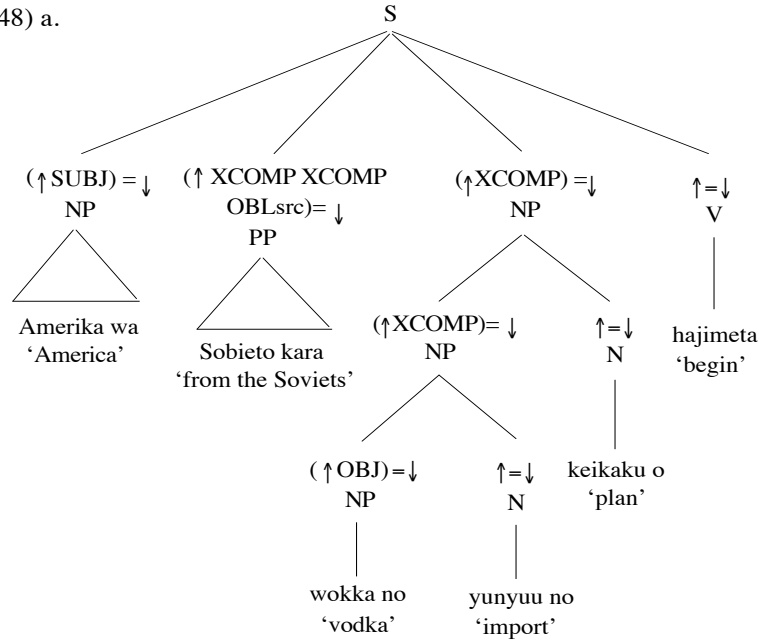 48) a.
S
(↑SUBJ) = ↓
NP
(↑ XCOMP XCOMP
OBLsrc)= ↓
PP
(↑XCOMP) =↓
NP
↑=↓
V
Amerika wa
‘America’
Sobieto kara
‘from the Soviets’
(↑XCOMP)= ↓
NP
↑=↓
N
hajimeta
‘begin’
(↑OBJ)=↓
NP
↑=↓
N
keikaku o
‘plan’
wokka no
‘vodka’
yunyuu no
‘import’